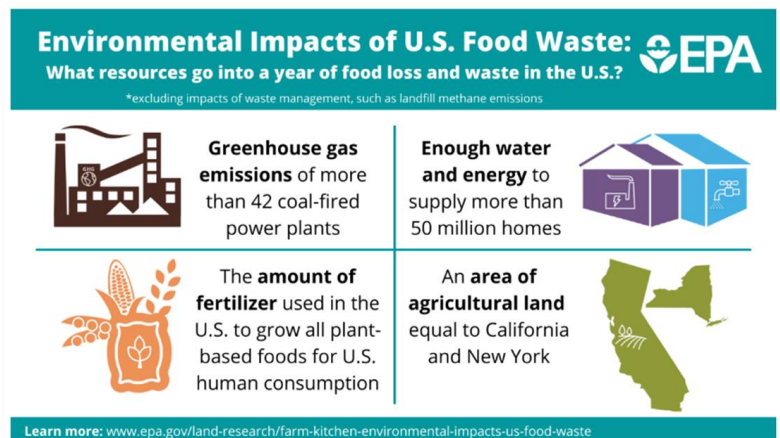 Environmental Impacts of U.S. Food Waste:
EPA
What resources go into a year of food loss and waste in the U.S.?
*excluding impacts of waste management, such as landfill methane emissions
GHG
Greenhouse gas
emissions of more
than 42 coal-fired
power plants
Enough water
and energy to
supply more than
50 million homes
The amount of
fertilizer used in the
U.S. to grow all plant-
based foods for U.S.
human consumption
An area of
agricultural land
equal to California
and New York
Learn more: www.epa.gov/land-research/farm-kitchen-environmental-impacts-us-food-waste